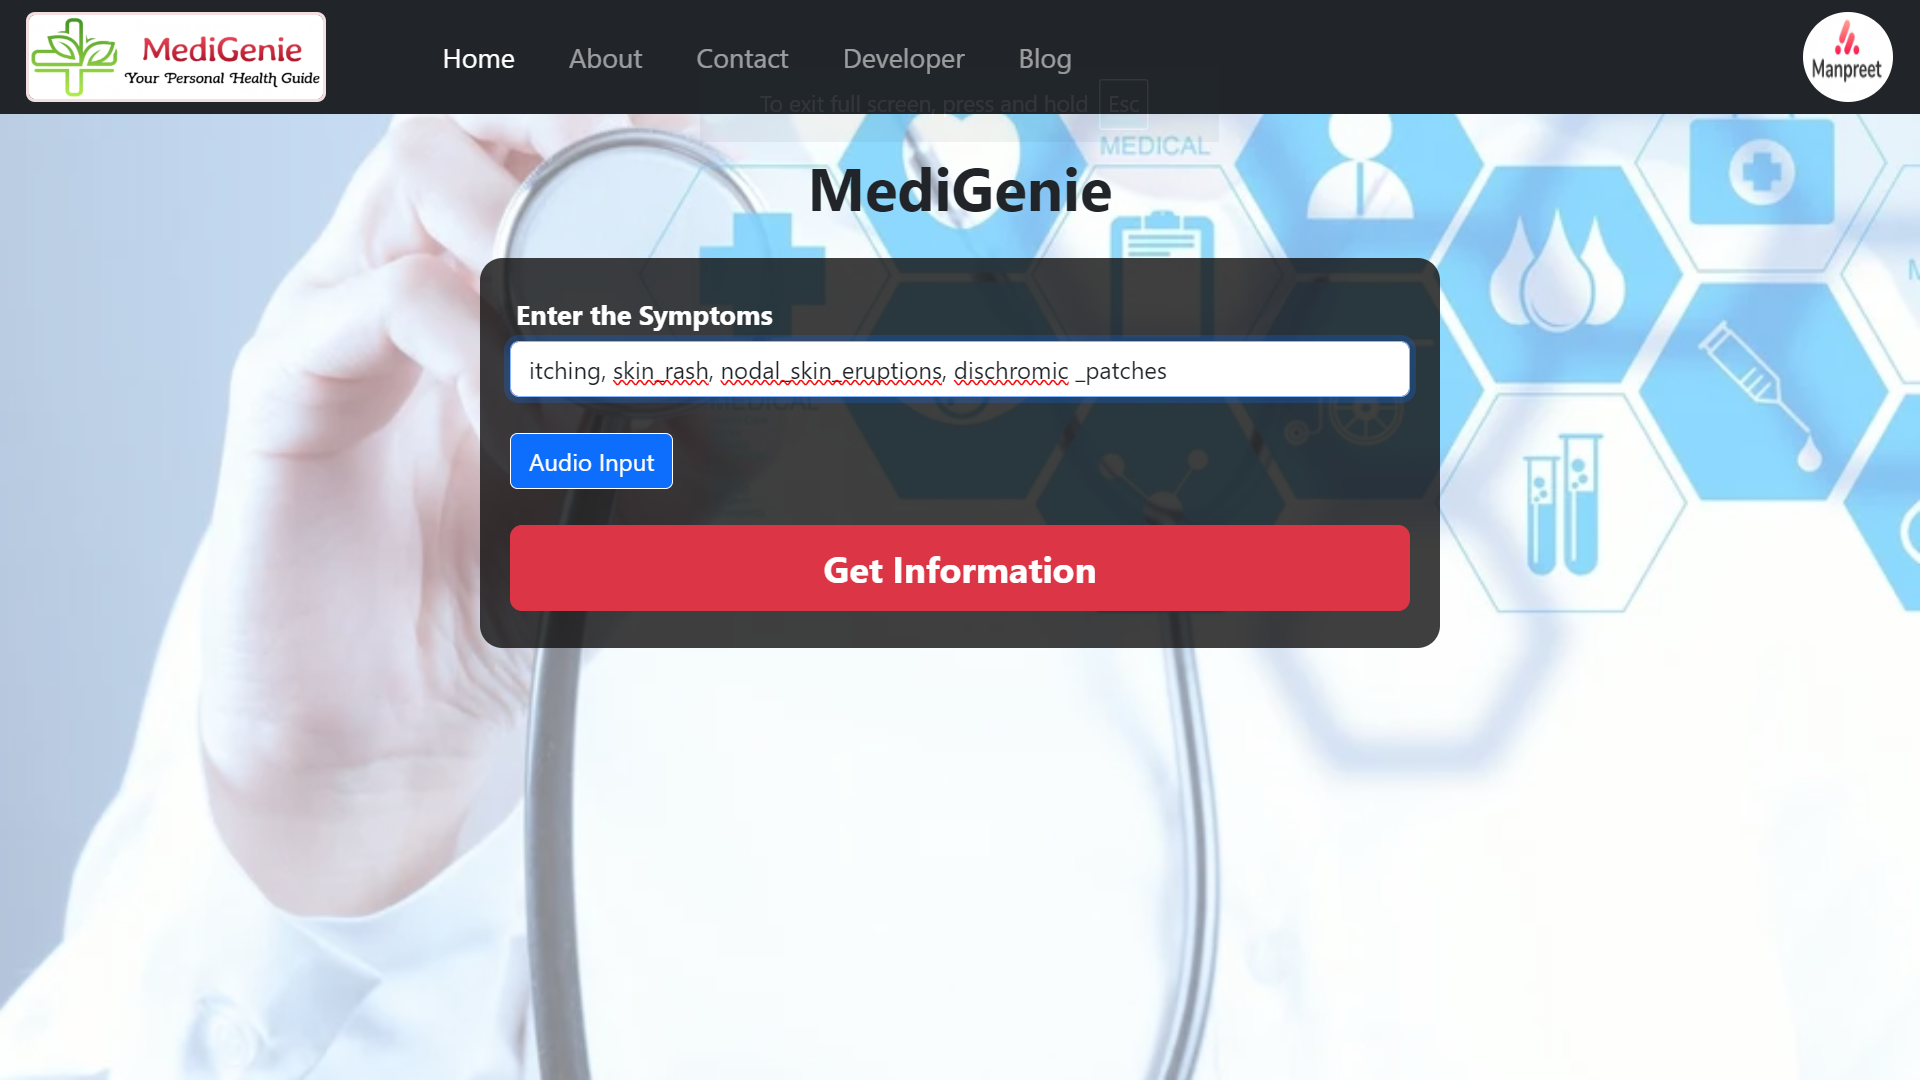 MediGenie
Your Personal Health Guide
Home About Contact Developer Blog
Manpreet
To exit full screen, press and hold Esc
MEDICAL
MediGenie
Enter the Symptoms
itching, skin_rash, nodal_skin_eruptions, dischromic _patches
MEDICAL
Audio Input
Get Information